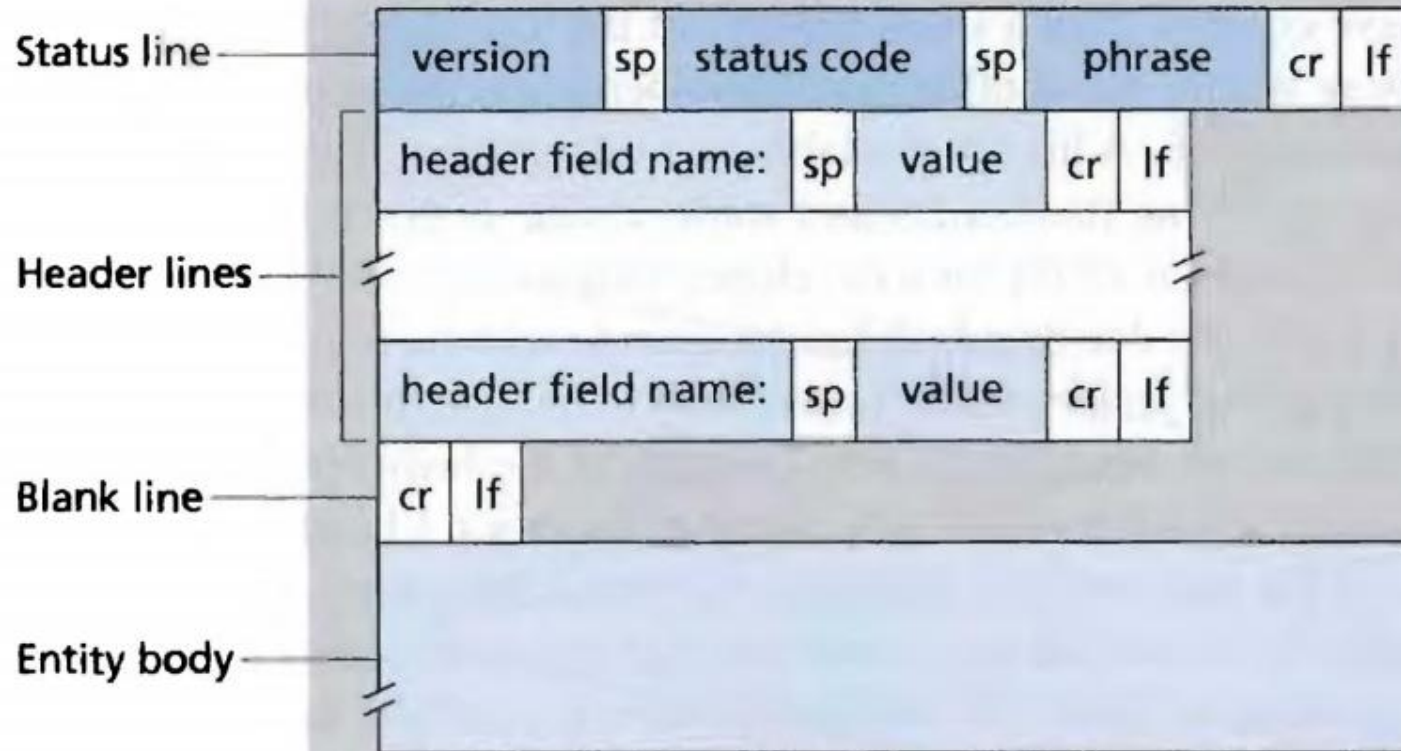 Status line version sp status code sp phrase cr lf
header field name: sp value cr lf
Header lines
header field name: sp value cr lf
Blank line cr lf
Entity body